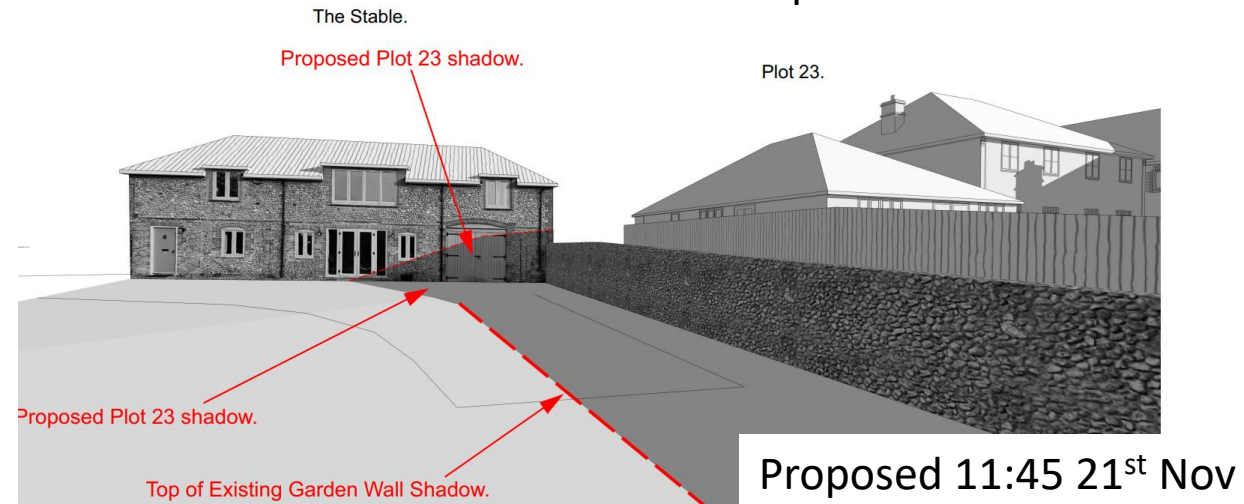 The Stable.
Proposed Plot 23 shadow.
Plot 23.
Proposed Plot 23 shadow.
Top of Existing Garden Wall Shadow.
Proposed 11:45 21st Nov